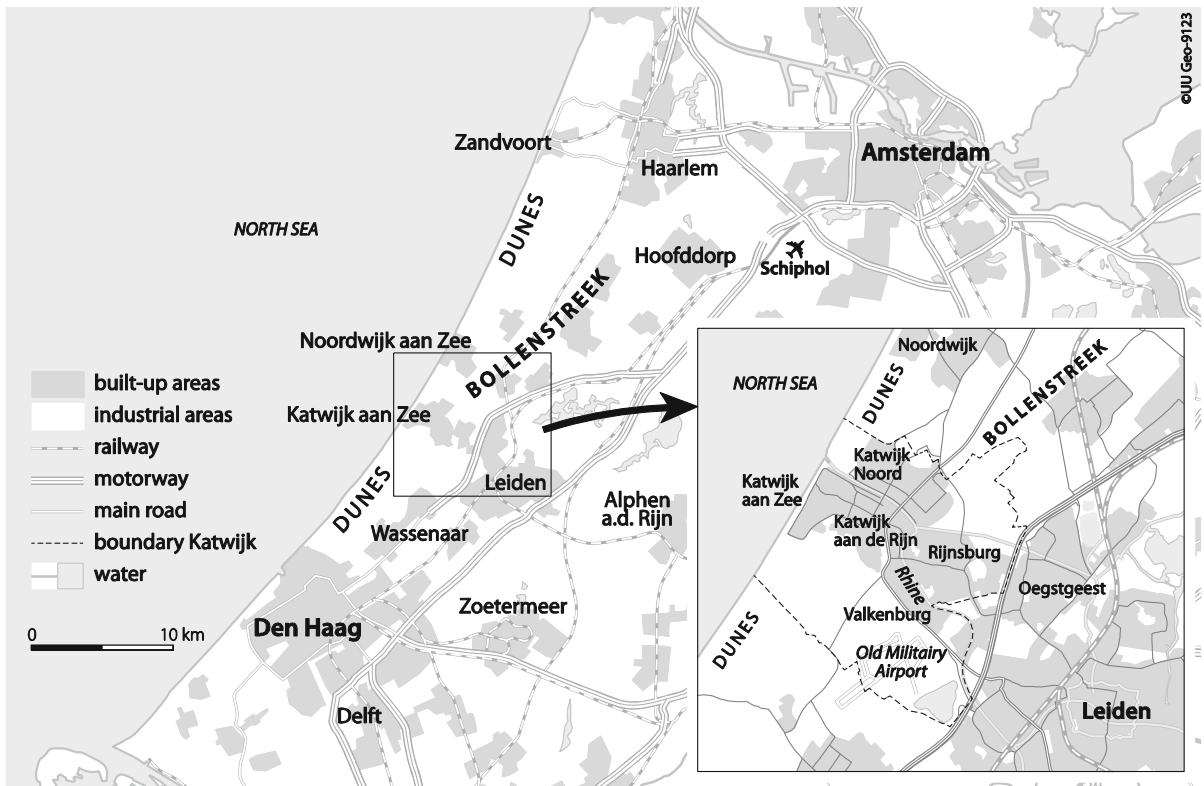 ©UU Geo-9123
Zandvoort
Haarlem
Amsterdam
NORTH SEA
DUNES
Hoofddorp
Schiphol
BOLLENSTREEK
Noordwijk aan Zee
Katwijk aan Zee
Leiden
DUNES
Wassenaar
Alphen
a.d. Rijn
Zoetermeer
Den Haag
Delft
built-up areas
industrial areas
railway
motorway
main road
boundary Katwijk
water
0 10 km
Noordwijk
NORTH SEA
DUNES
BOLLENSTREEK
Katwijk
Noord
Katwijk
aan Zee
Katwijk
aan de Rijn
Rijnsburg
Rhine
Oegstgeest
Valkenburg
DUNES
Old Militairy
Airport
Leiden